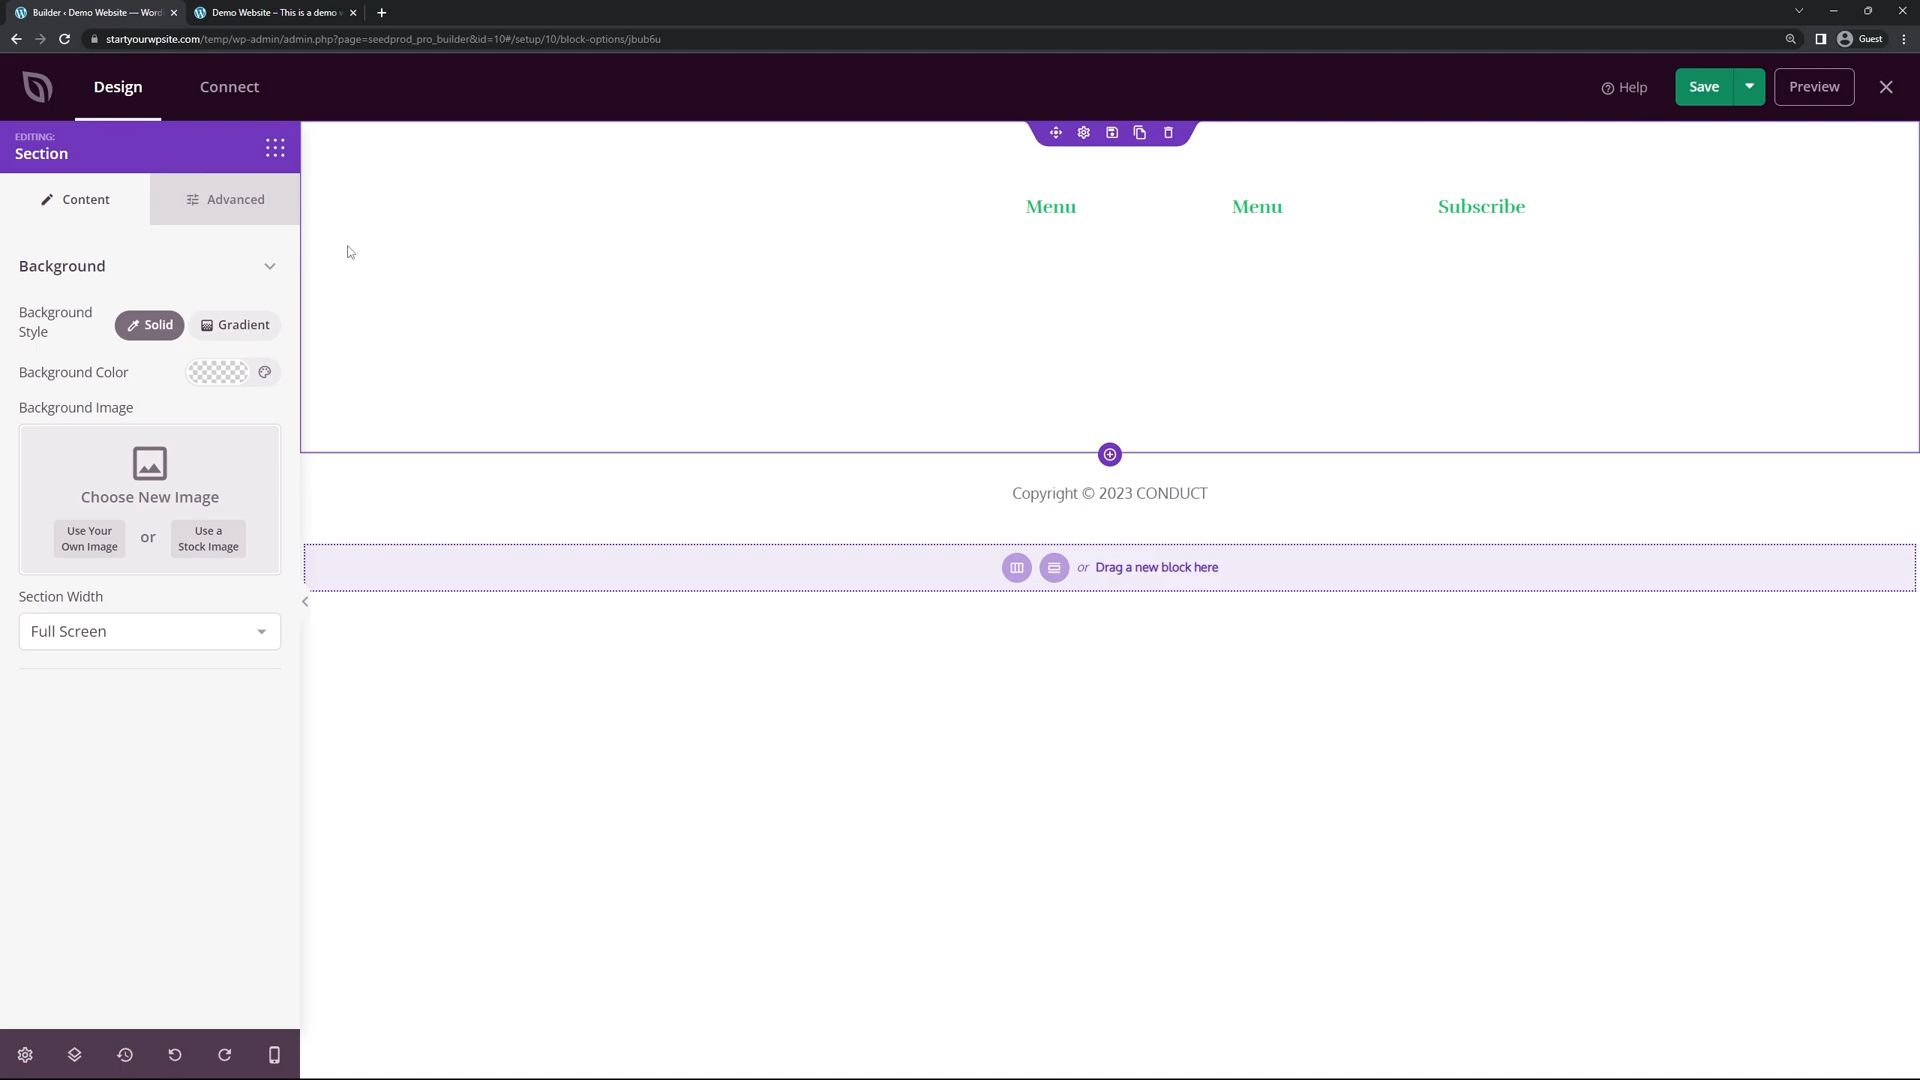 Builder ‹ Demo Website — Word
Demo Website – This is a demo
startyourwpsite.com/temp/wp-admin/admin.php?page=seedprod_pro_builder&id=10#/setup/10/block-options/jbub6u
Guest
Design
Connect
Help
Save
Preview
EDITING:
Section
Content
Advanced
Menu
Menu
Subscribe
Background
Background
Style
Solid
Gradient
Background Color
Background Image
Choose New Image
Use Your
Own Image
or
Use a
Stock Image
Copyright © 2023 CONDUCT
or Drag a new block here
Section Width
Full Screen